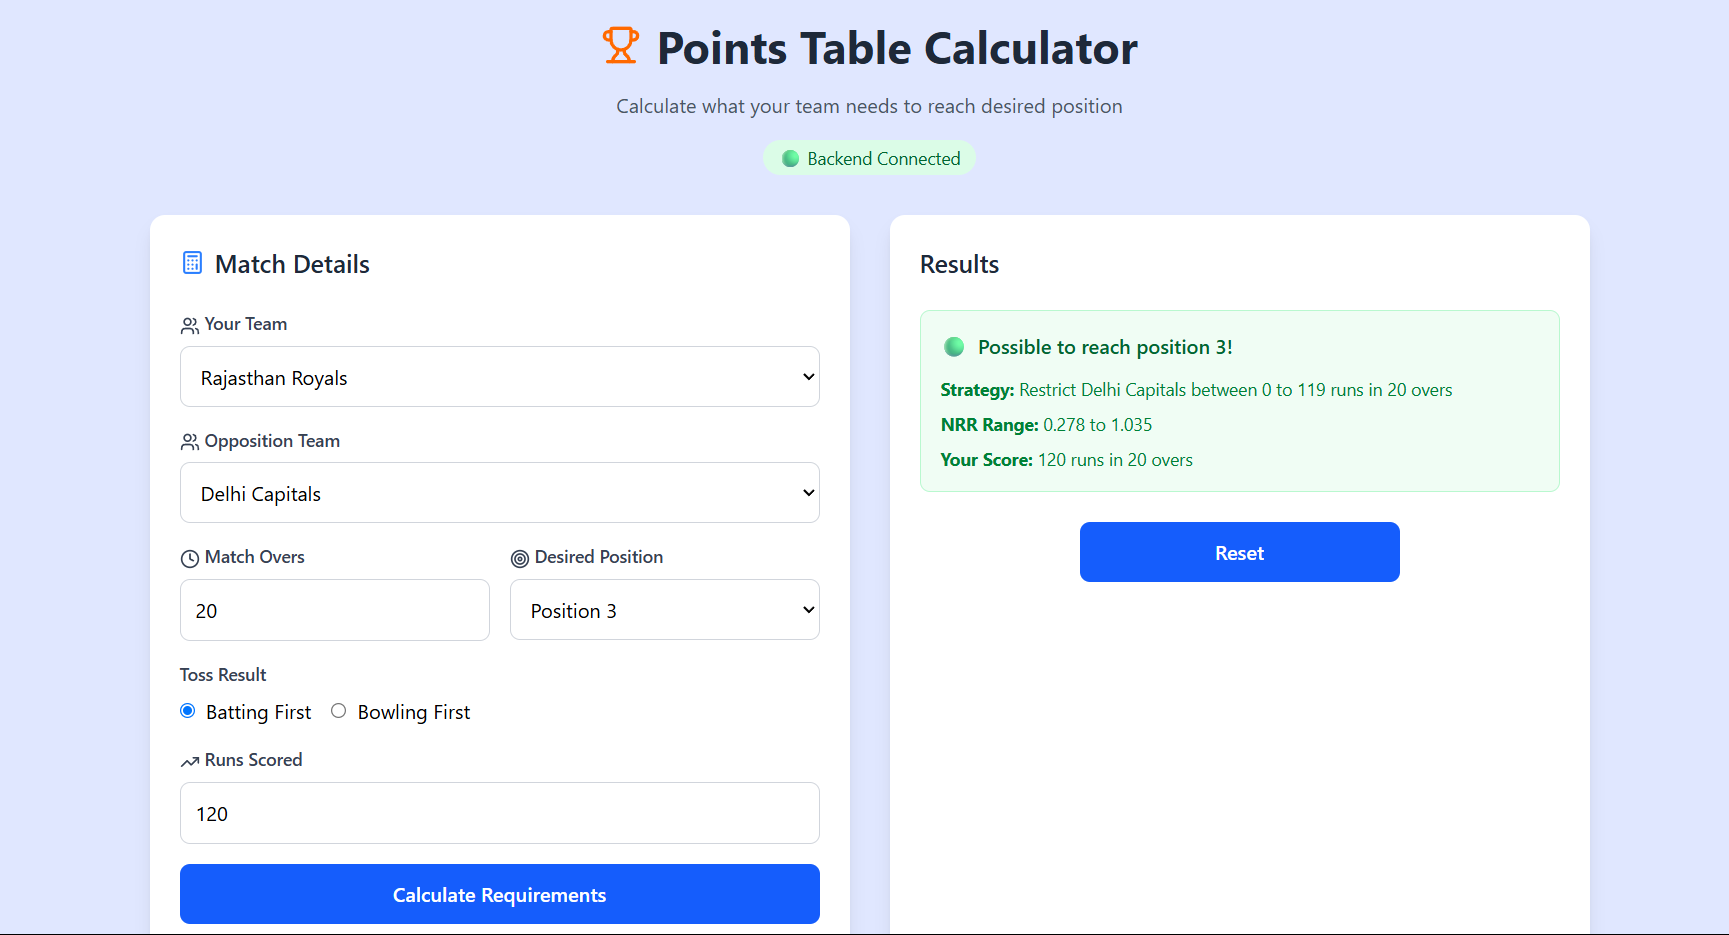 Points Table Calculator
Calculate what your team needs to reach desired position
Backend Connected
Match Details
Your Team
Rajasthan Royals
Opposition Team
Delhi Capitals
Match Overs
20
Desired Position
Position 3
Toss Result
Batting First
Bowling First
Runs Scored
120
Calculate Requirements
Results
Possible to reach position 3!
Strategy: Restrict Delhi Capitals between 0 to 119 runs in 20 overs
NRR Range: 0.278 to 1.035
Your Score: 120 runs in 20 overs
Reset